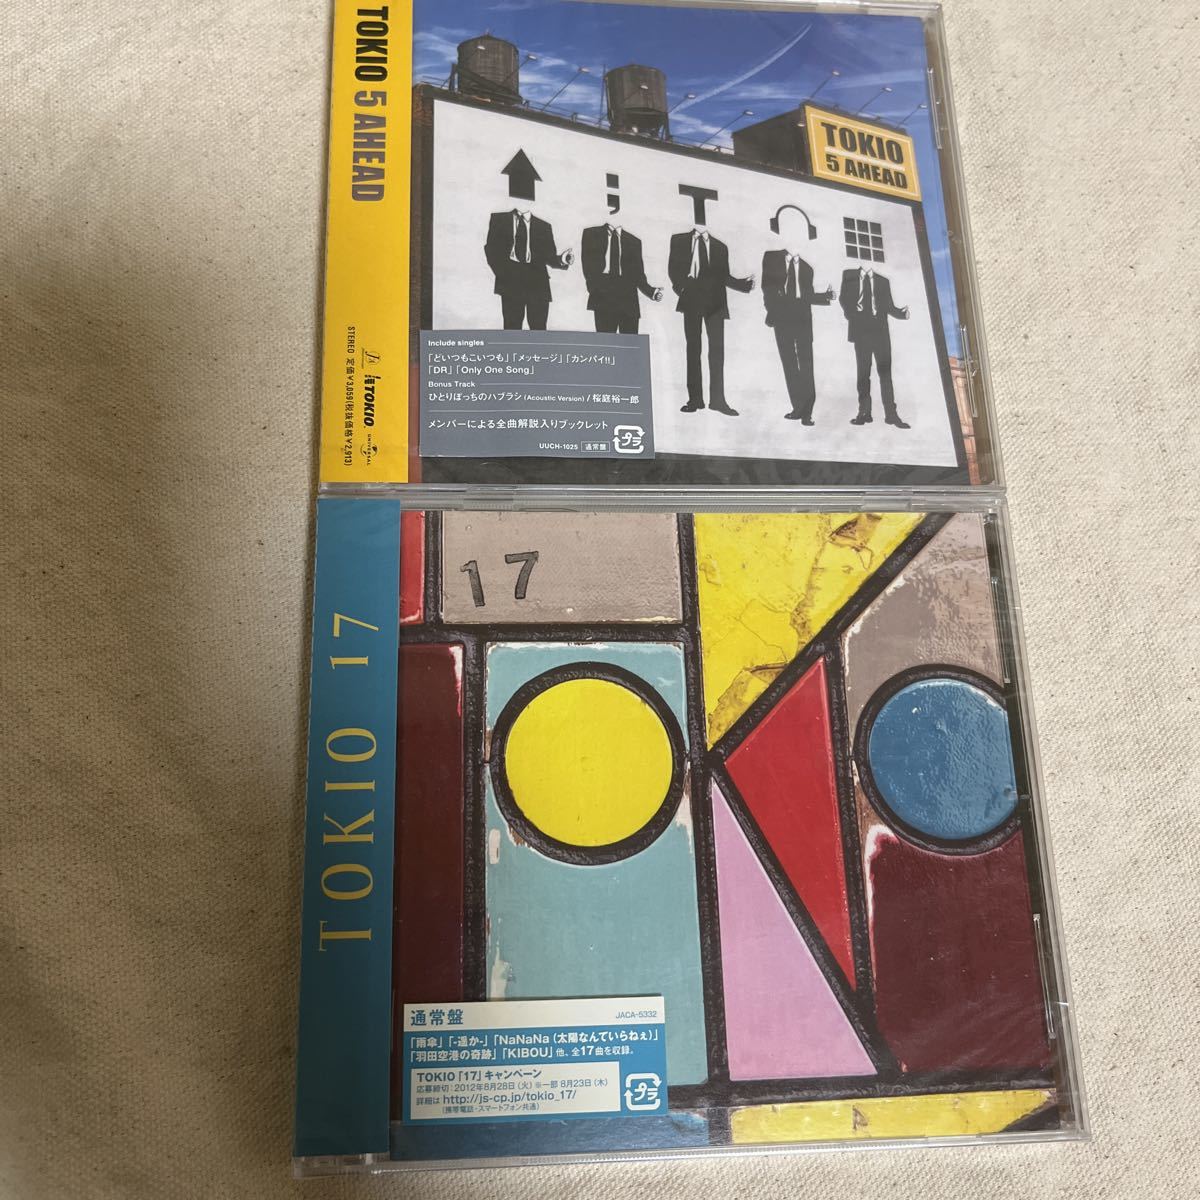 TOKIO 5 AHEAD
STEREO 定価¥3,059(税抜価格¥2,913)
TOKIO
UNIVERSAL
TOKIO
5 AHEAD
Include singles
「どいつもこいつも」「メッセージ」「カンパイ!!」
「DR」「Only One Song」
Bonus Track
ひとりぼっちのハブラシ (Acoustic Version) / 桜庭裕一郎
メンバーによる全曲解説入りブックレット
プラ
UUCH-1025 通常盤
TOKIO 17
17
通常盤
JACA-5332
「雨傘」「-遥か-」「NaNaNa (太陽なんていらねぇ)」
「羽田空港の奇跡」「KIBOU」他、全17曲を収録。
TOKIO「17」キャンペーン
応募締切:2012年8月28日(火) ※一部 8月23日(木)
詳細は http://js-cp.jp/tokio_17/
(携帯電話・スマートフォン共通)
プラ